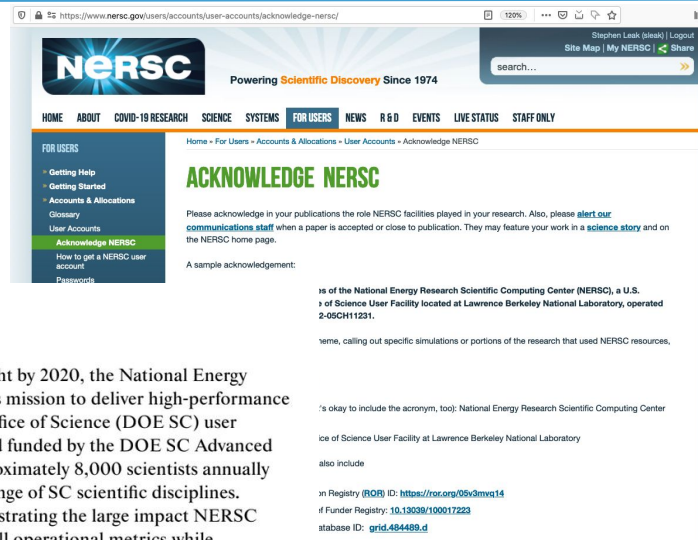 https://www.nersc.gov/users/accounts/user-accounts/acknowledge-nersc/
120%
Stephen Leak (sleak) | Logout
Site Map | My NERSC | Share
search...
NERSC
Powering Scientific Discovery Since 1974
HOME ABOUT COVID-19 RESEARCH SCIENCE SYSTEMS FOR USERS NEWS R & D EVENTS LIVE STATUS STAFF ONLY
FOR USERS
» Getting Help
» Getting Started
» Accounts & Allocations
Glossary
User Accounts
Acknowledge NERSC
How to get a NERSC user
account
Passwords
Home » For Users » Accounts & Allocations » User Accounts » Acknowledge NERSC
ACKNOWLEDGE NERSC
Please acknowledge in your publications the role NERSC facilities played in your research. Also, please alert our
communications staff when a paper is accepted or close to publication. They may feature your work in a science story and on
the NERSC home page.
A sample acknowledgement:
of the National Energy Research Scientific Computing Center (NERSC), a U.S.
of Science User Facility located at Lawrence Berkeley National Laboratory, operated
2-05CH11231.
calling out specific simulations or portions of the research that used NERSC resources,
okay to include the acronym, too): National Energy Research Scientific Computing Center
of Science User Facility at Lawrence Berkeley National Laboratory
also include
Registry (ROR) ID: https://ror.org/05v3mvq14
Funder Registry: 10.13039/100017223
ID: grid.484489.d
by 2020, the National Energy
mission to deliver high-performance
of Science (DOE SC) user
funded by the DOE SC Advanced
8,000 scientists annually
of SC scientific disciplines.
the large impact NERSC
operational metrics while